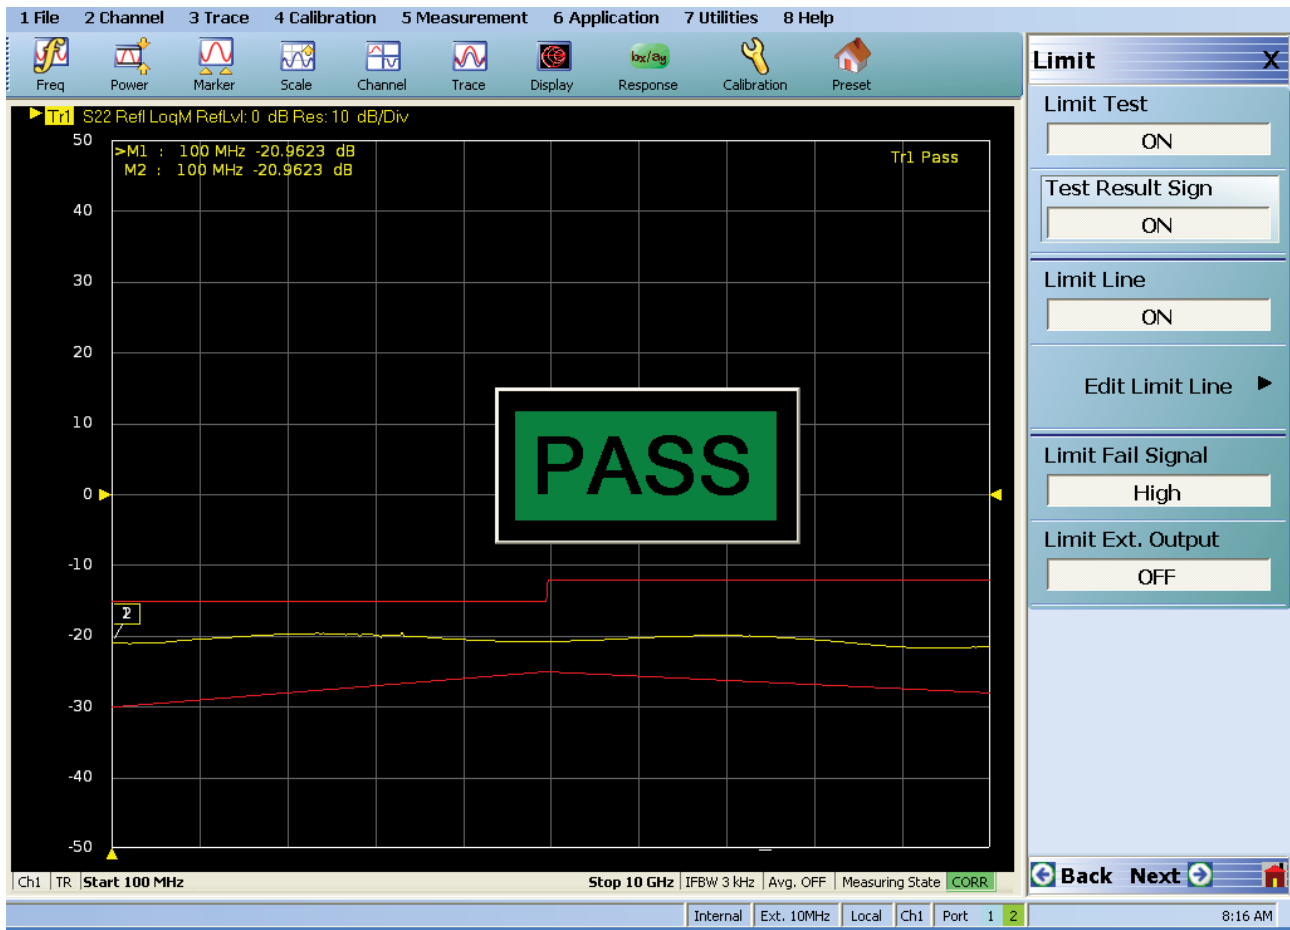 1 File 2 Channel 3 Trace 4 Calibration 5 Measurement 6 Application 7 Utilities 8 Help
lox/ag
Freq Power Marker Scale Channel Trace Display Response Calibration Preset
Tr1 S22 Refl LogM RefLvl: 0 dB Res: 10 dB/Div
>M1 : 100 MHz -20.9623 dB
M2 : 100 MHz -20.9623 dB
Tr1 Pass
50
40
30
20
10
0
-10
-20
-30
-40
-50
PASS
Ch1 TR Start 100 MHz Stop 10 GHz IFBW 3 kHz Avg. OFF Measuring State CORR
Internal Ext. 10MHz Local Ch1 Port 1 2 8:16 AM
Limit X
Limit Test
ON
Test Result Sign
ON
Limit Line
ON
Edit Limit Line
Limit Fail Signal
High
Limit Ext. Output
OFF
Back Next